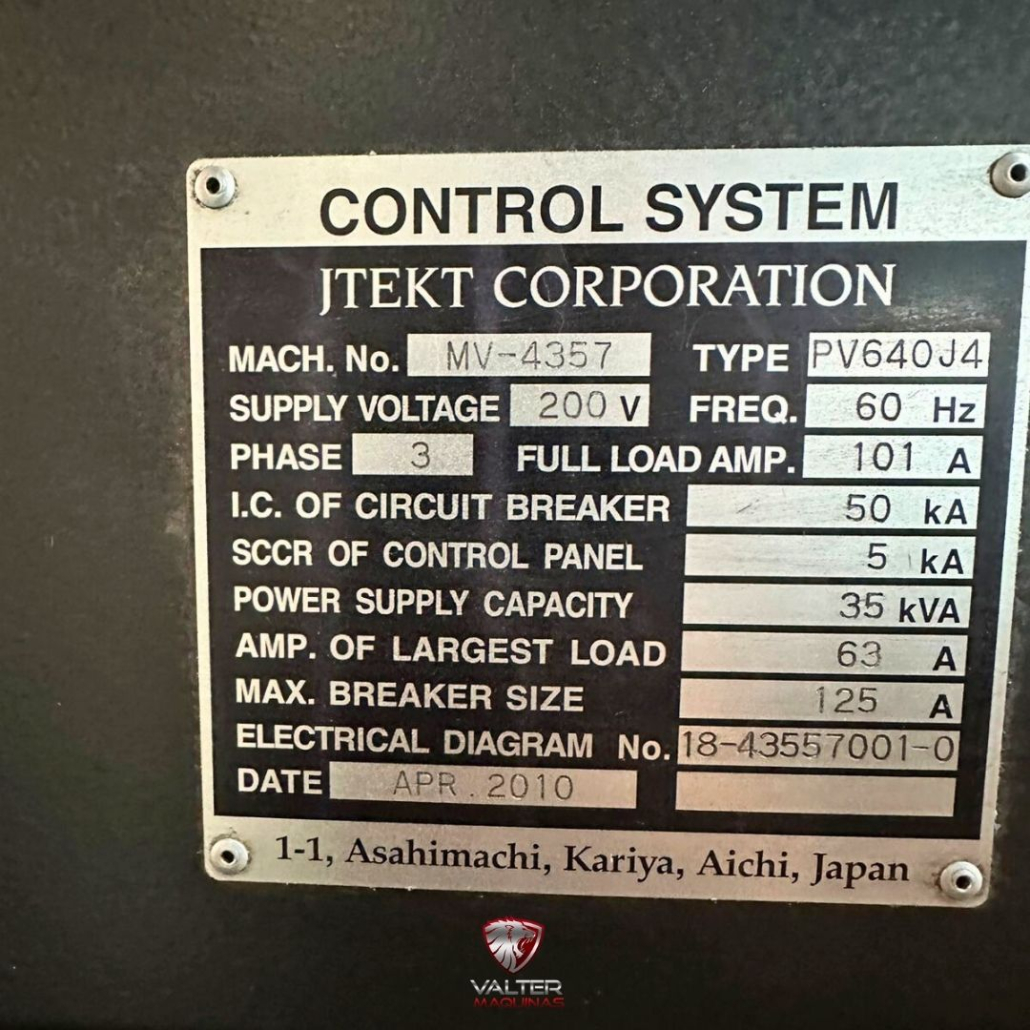 CONTROL SYSTEM
JTEKT CORPORATION
MACH. No. MV-4357 TYPE PV640J4
SUPPLY VOLTAGE 200 V FREQ. 60 Hz
PHASE 3 FULL LOAD AMP. 101 A
I.C. OF CIRCUIT BREAKER 50 kA
SCCR OF CONTROL PANEL 5 kA
POWER SUPPLY CAPACITY 35 kVA
AMP. OF LARGEST LOAD 63 A
MAX. BREAKER SIZE 125 A
ELECTRICAL DIAGRAM No. 18-43557001-0
DATE APR.2010
1-1, Asahimachi, Kariya, Aichi, Japan
VALTER
MAQUINAS